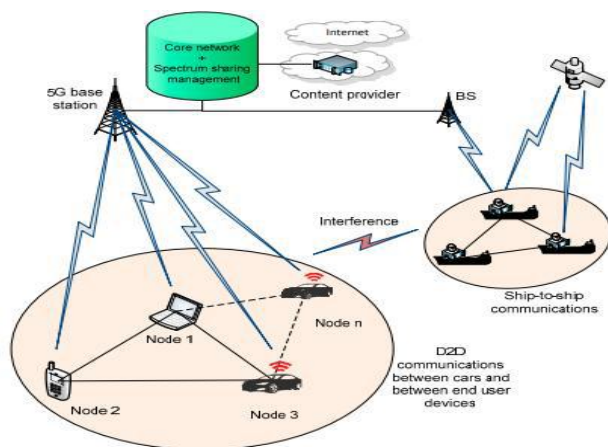 Internet
Core network
+
Spectrum sharing
management
Content provider
5G base
station
BS
Interference
Ship-to-ship
communications
Node n
Node 1
D2D
communications
between cars and
between end user
devices
Node 2
Node 3